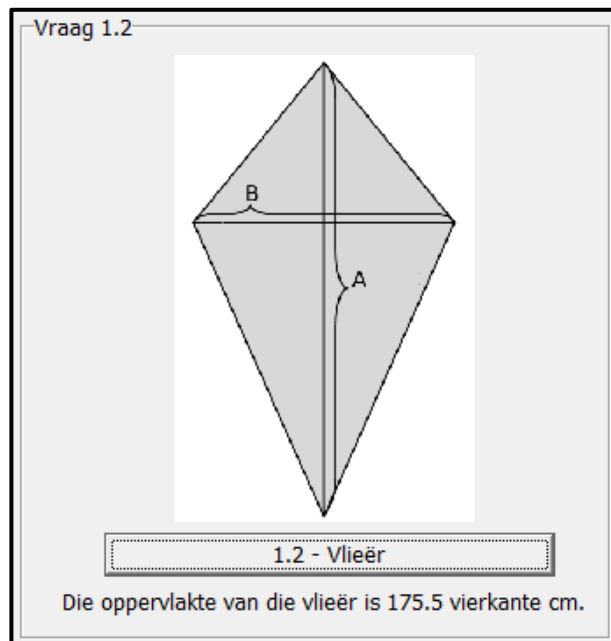 Vraag 1.2
B
A
1.2 - Vlieër
Die oppervlakte van die vlieër is 175.5 vierkante cm.